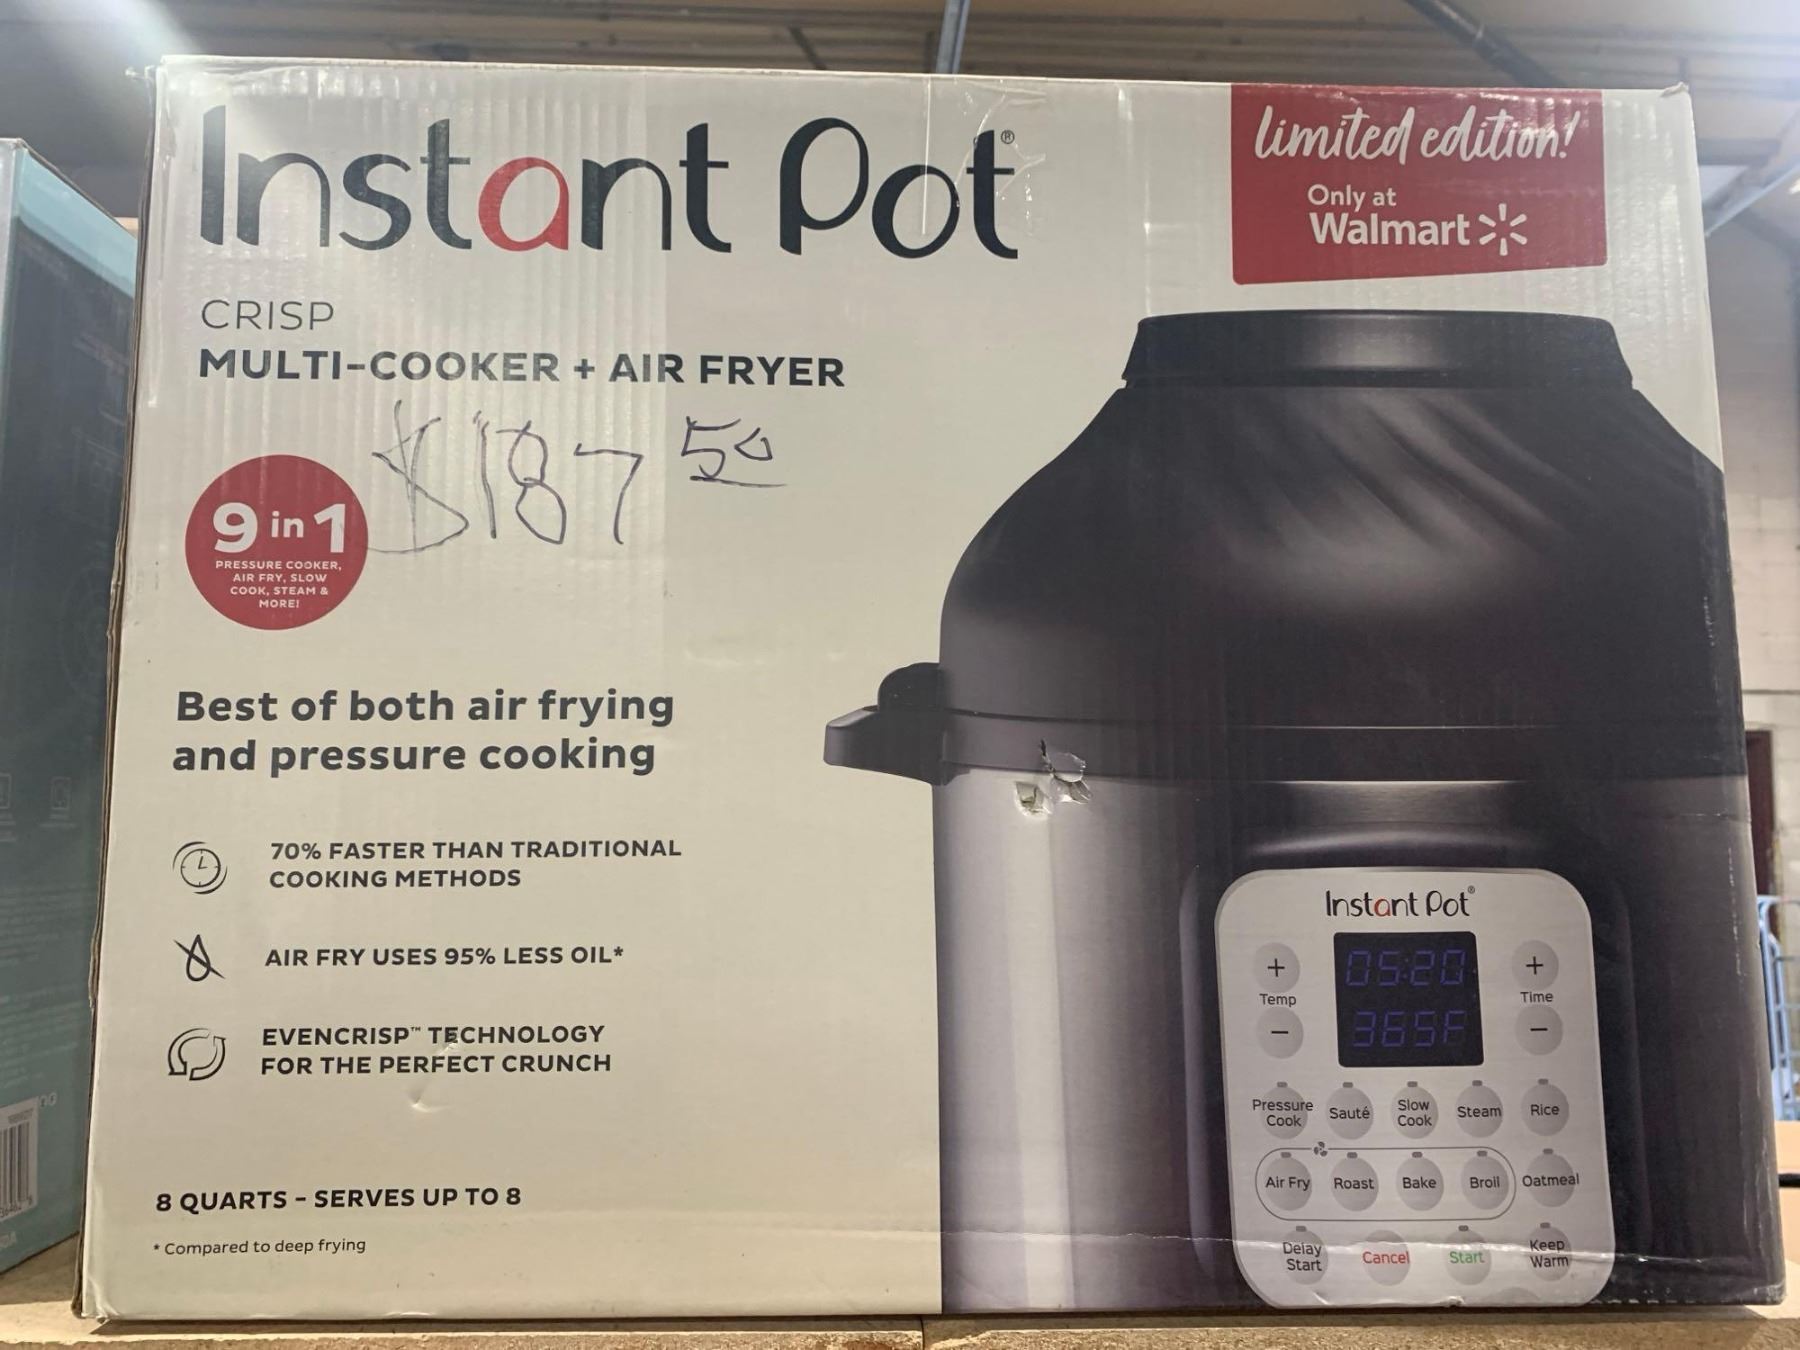 Instant Pot®
limited edition!
Only at
Walmart
CRISP
MULTI-COOKER + AIR FRYER
$187 50
9 in 1
PRESSURE COOKER,
AIR FRY, SLOW
COOK, STEAM &
MORE!
Best of both air frying
and pressure cooking
70% FASTER THAN TRADITIONAL
COOKING METHODS
AIR FRY USES 95% LESS OIL*
EVENCRISP™ TECHNOLOGY
FOR THE PERFECT CRUNCH
8 QUARTS - SERVES UP TO 8
* Compared to deep frying
Instant Pot®
+ 05:20 +
Temp Time
- 365F -
Pressure Cook Sauté Slow Cook Steam Rice
Air Fry Roast Bake Broil Oatmeal
Delay Start Cancel Start Keep Warm